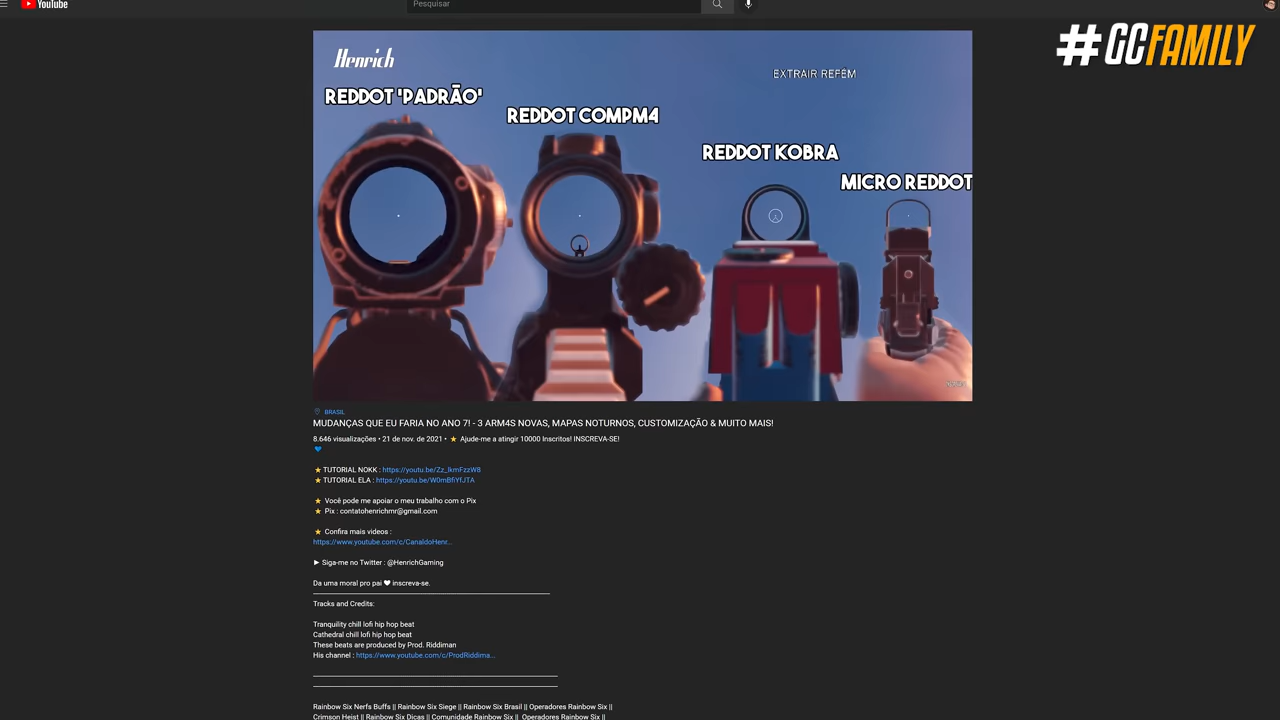 YouTube
Pesquisar
#GCFAMILY
Henrich
EXTRAIR REFÉM
REDDOT 'PADRÃO'
REDDOT COMPM4
REDDOT KOBRA
MICRO REDDOT
BRASIL
MUDANÇAS QUE EU FARIA NO ANO 7! - 3 ARM4S NOVAS, MAPAS NOTURNOS, CUSTOMIZAÇÃO & MUITO MAIS!
8.646 visualizações • 21 de nov. de 2021 • ⭐ Ajude-me a atingir 10000 Inscritos! INSCREVA-SE!
💙
⭐ TUTORIAL NOKK : https://youtu.be/Zz_lkmFzzW8
⭐ TUTORIAL ELA : https://youtu.be/W0mBfiYfJTA
⭐ Você pode me apoiar o meu trabalho com o Pix
⭐ Pix : contatohenrichmr@gmail.com
⭐ Confira mais videos :
https://www.youtube.com/c/CanaldoHenr...
► Siga-me no Twitter : @HenrichGaming
Da uma moral pro pai ❤ inscreva-se.
Tracks and Credits:
Tranquility chill lofi hip hop beat
Cathedral chill lofi hip hop beat
These beats are produced by Prod. Riddiman
His channel : https://www.youtube.com/c/ProdRiddima...
Rainbow Six Nerfs Buffs || Rainbow Six Siege || Rainbow Six Brasil || Operadores Rainbow Six ||
Crimson Heist || Rainbow Six Dicas || Comunidade Rainbow Six || Operadores Rainbow Six ||